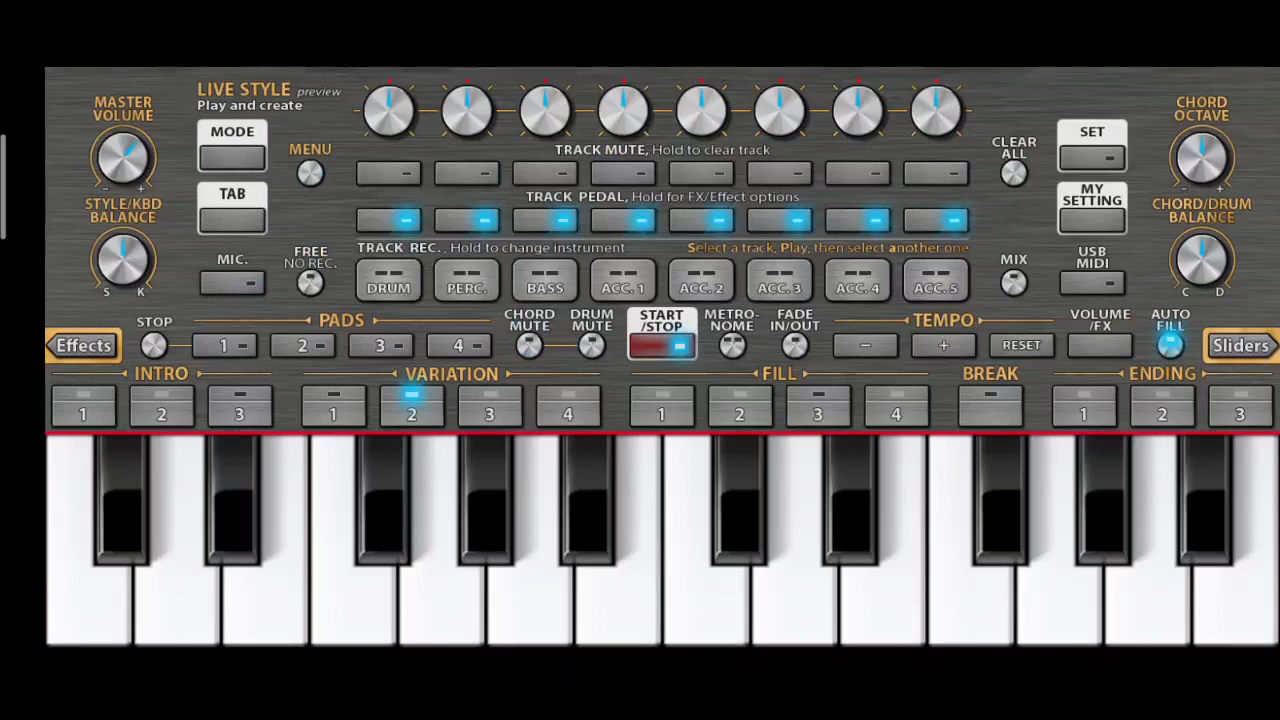 MASTER
VOLUME
- +
STYLE/KBD
BALANCE
S K
LIVE STYLE preview
Play and create
MODE
TAB
MENU
MIC.
FREE
NO REC.
TRACK MUTE, Hold to clear track
TRACK PEDAL, Hold for FX/Effect options
TRACK REC., Hold to change instrument
Select a track, Play, then select another one
DRUM
PERC.
BASS
ACC. 1
ACC. 2
ACC. 3
ACC. 4
ACC. 5
CLEAR
ALL
MIX
SET
MY
SETTING
USB
MIDI
CHORD
OCTAVE
- +
CHORD/DRUM
BALANCE
C D
Effects
STOP
PADS
1 2 3 4
CHORD
MUTE
DRUM
MUTE
START
/STOP
METRO-
NOME
FADE
IN/OUT
TEMPO
- + RESET
VOLUME
/FX
AUTO
FILL
Sliders
INTRO
1 2 3
VARIATION
1 2 3 4
FILL
1 2 3 4
BREAK
ENDING
1 2 3